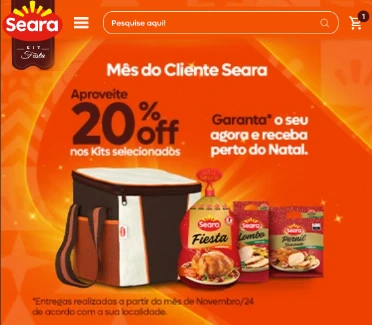 Seara
KIT
Festa
Pesquise aqui!
1
Mês do Cliente Seara
Aproveite
20% off
nos Kits selecionados
Garanta* o seu
agora e receba
perto do Natal.
Seara
Fiesta
Seara
Lombo
Seara
Pernil
*Entregas realizadas a partir do mês de Novembro/24
de acordo com a sua localidade.